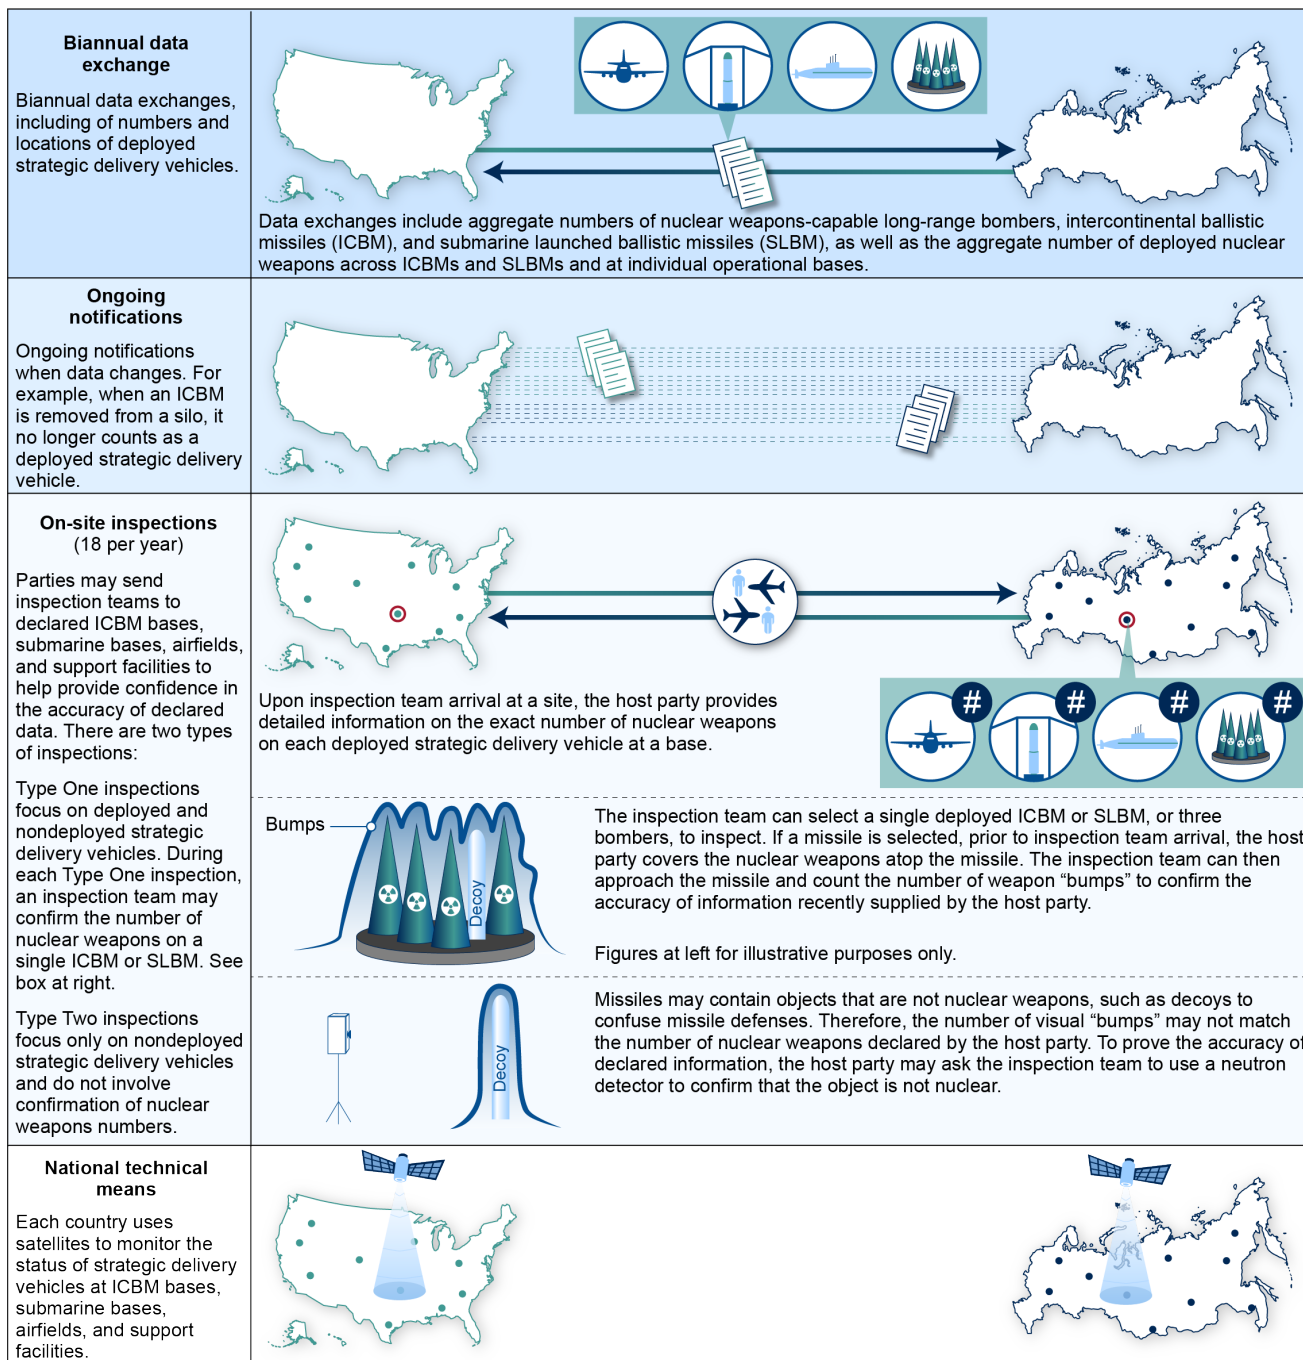 Biannual data
exchange
Biannual data exchanges,
including of numbers and
locations of deployed
strategic delivery vehicles.
Data exchanges include aggregate numbers of nuclear weapons-capable long-range bombers, intercontinental ballistic
missiles (ICBM), and submarine launched ballistic missiles (SLBM), as well as the aggregate number of deployed nuclear
weapons across ICBMs and SLBMs and at individual operational bases.
Ongoing
notifications
Ongoing notifications
when data changes. For
example, when an ICBM
is removed from a silo, it
no longer counts as a
deployed strategic delivery
vehicle.
On-site inspections
(18 per year)
Parties may send
inspection teams to
declared ICBM bases,
submarine bases, airfields,
and support facilities to
help provide confidence in
the accuracy of declared
data. There are two types
of inspections:
Type One inspections
focus on deployed and
nondeployed strategic
delivery vehicles. During
each Type One inspection,
an inspection team may
confirm the number of
nuclear weapons on a
single ICBM or SLBM. See
box at right.
Type Two inspections
focus only on nondeployed
strategic delivery vehicles
and do not involve
confirmation of nuclear
weapons numbers.
Upon inspection team arrival at a site, the host party provides
detailed information on the exact number of nuclear weapons
on each deployed strategic delivery vehicle at a base.
# # # #
Bumps
Decoy
The inspection team can select a single deployed ICBM or SLBM, or three
bombers, to inspect. If a missile is selected, prior to inspection team arrival, the host
party covers the nuclear weapons atop the missile. The inspection team can then
approach the missile and count the number of weapon “bumps” to confirm the
accuracy of information recently supplied by the host party.
Figures at left for illustrative purposes only.
Decoy
Missiles may contain objects that are not nuclear weapons, such as decoys to
confuse missile defenses. Therefore, the number of visual “bumps” may not match
the number of nuclear weapons declared by the host party. To prove the accuracy of
declared information, the host party may ask the inspection team to use a neutron
detector to confirm that the object is not nuclear.
National technical
means
Each country uses
satellites to monitor the
status of strategic delivery
vehicles at ICBM bases,
submarine bases,
airfields, and support
facilities.